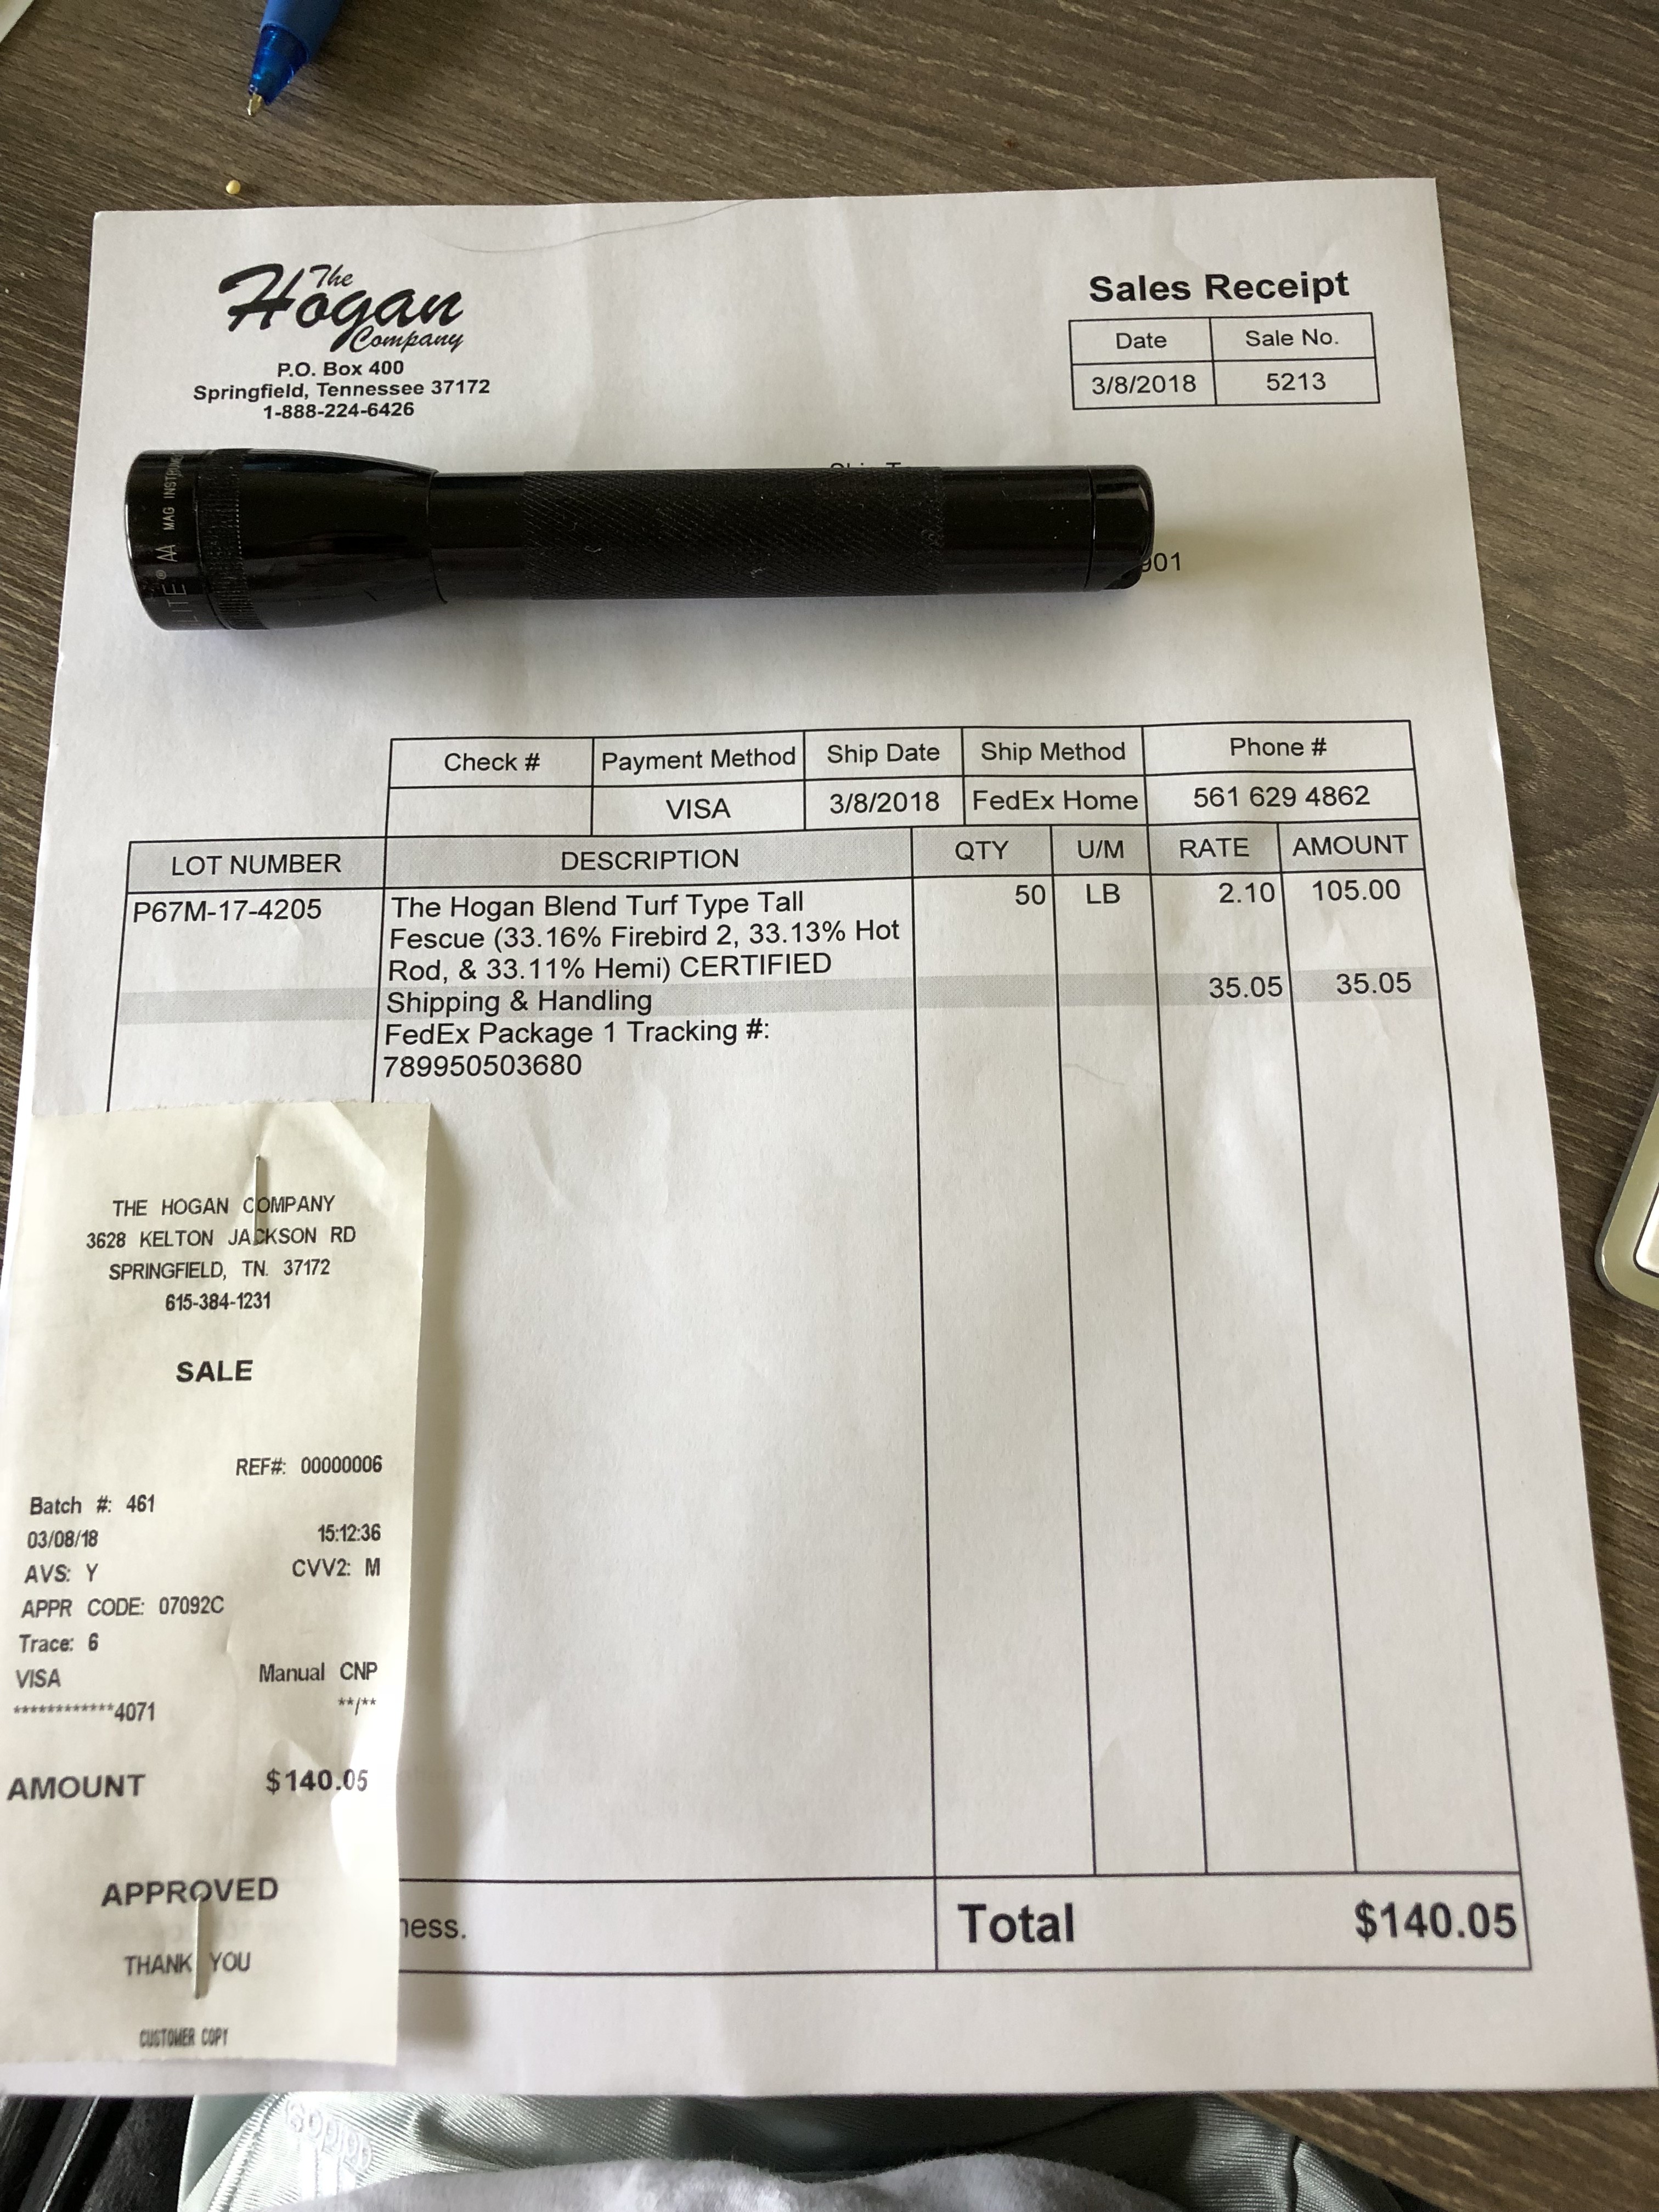 The
Hogan
Company
P.O. Box 400
Springfield, Tennessee 37172
1-888-224-6426
Sales Receipt
Date Sale No.
3/8/2018 5213
LITE® AA MAG INSTRUM
901
Check # Payment Method Ship Date Ship Method Phone #
VISA 3/8/2018 FedEx Home 561 629 4862
LOT NUMBER DESCRIPTION QTY U/M RATE AMOUNT
P67M-17-4205 The Hogan Blend Turf Type Tall 50 LB 2.10 105.00
Fescue (33.16% Firebird 2, 33.13% Hot
Rod, & 33.11% Hemi) CERTIFIED
Shipping & Handling 35.05 35.05
FedEx Package 1 Tracking #:
789950503680
THE HOGAN COMPANY
3628 KELTON JACKSON RD
SPRINGFIELD, TN. 37172
615-384-1231
SALE
REF#: 00000006
Batch #: 461
03/08/18 15:12:36
AVS: Y CVV2: M
APPR CODE: 07092C
Trace: 6
VISA Manual CNP
************4071 **/**
AMOUNT $140.05
APPROVED
THANK YOU
CUSTOMER COPY
ness.
Total $140.05